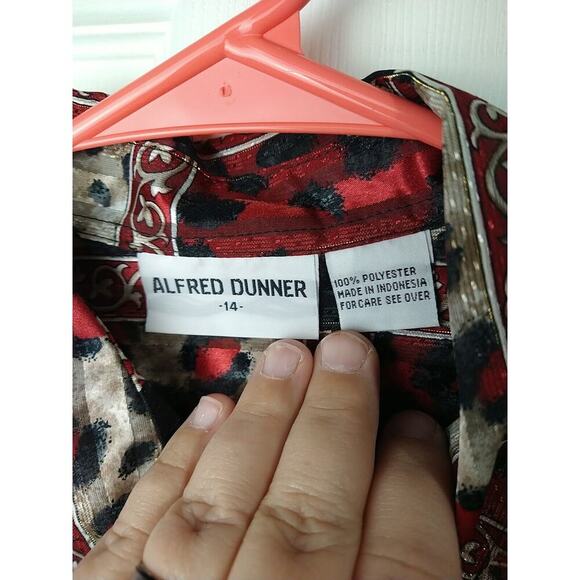 ALFRED DUNNER
-14-
100% POLYESTER
MADE IN INDONESIA
FOR CARE SEE OVER